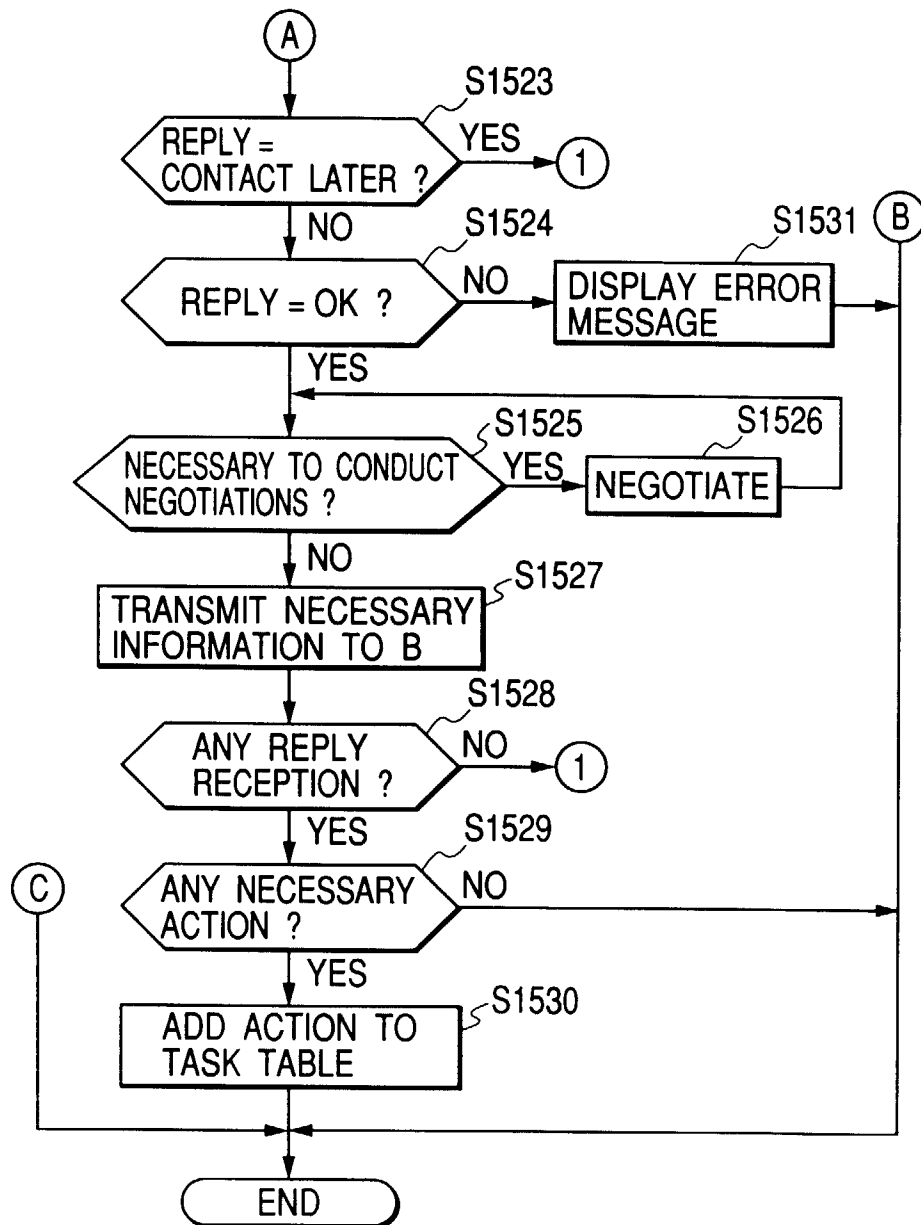 A
S1523
REPLY =
CONTACT LATER ?
YES
1
NO
S1524
REPLY = OK ?
NO
S1531
DISPLAY ERROR
MESSAGE
B
YES
S1525
NECESSARY TO CONDUCT
NEGOTIATIONS ?
YES
S1526
NEGOTIATE
NO
S1527
TRANSMIT NECESSARY
INFORMATION TO B
S1528
ANY REPLY
RECEPTION ?
NO
1
YES
S1529
C
ANY NECESSARY
ACTION ?
NO
YES
S1530
ADD ACTION TO
TASK TABLE
END